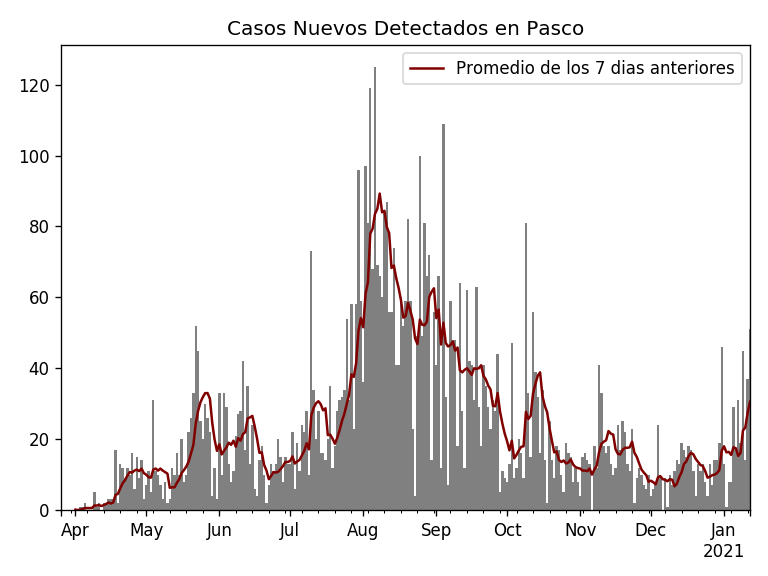 Casos Nuevos Detectados en Pasco
Promedio de los 7 dias anteriores
120
100
80
60
40
20
0
Apr May Jun Jul Aug Sep Oct Nov Dec Jan
2021